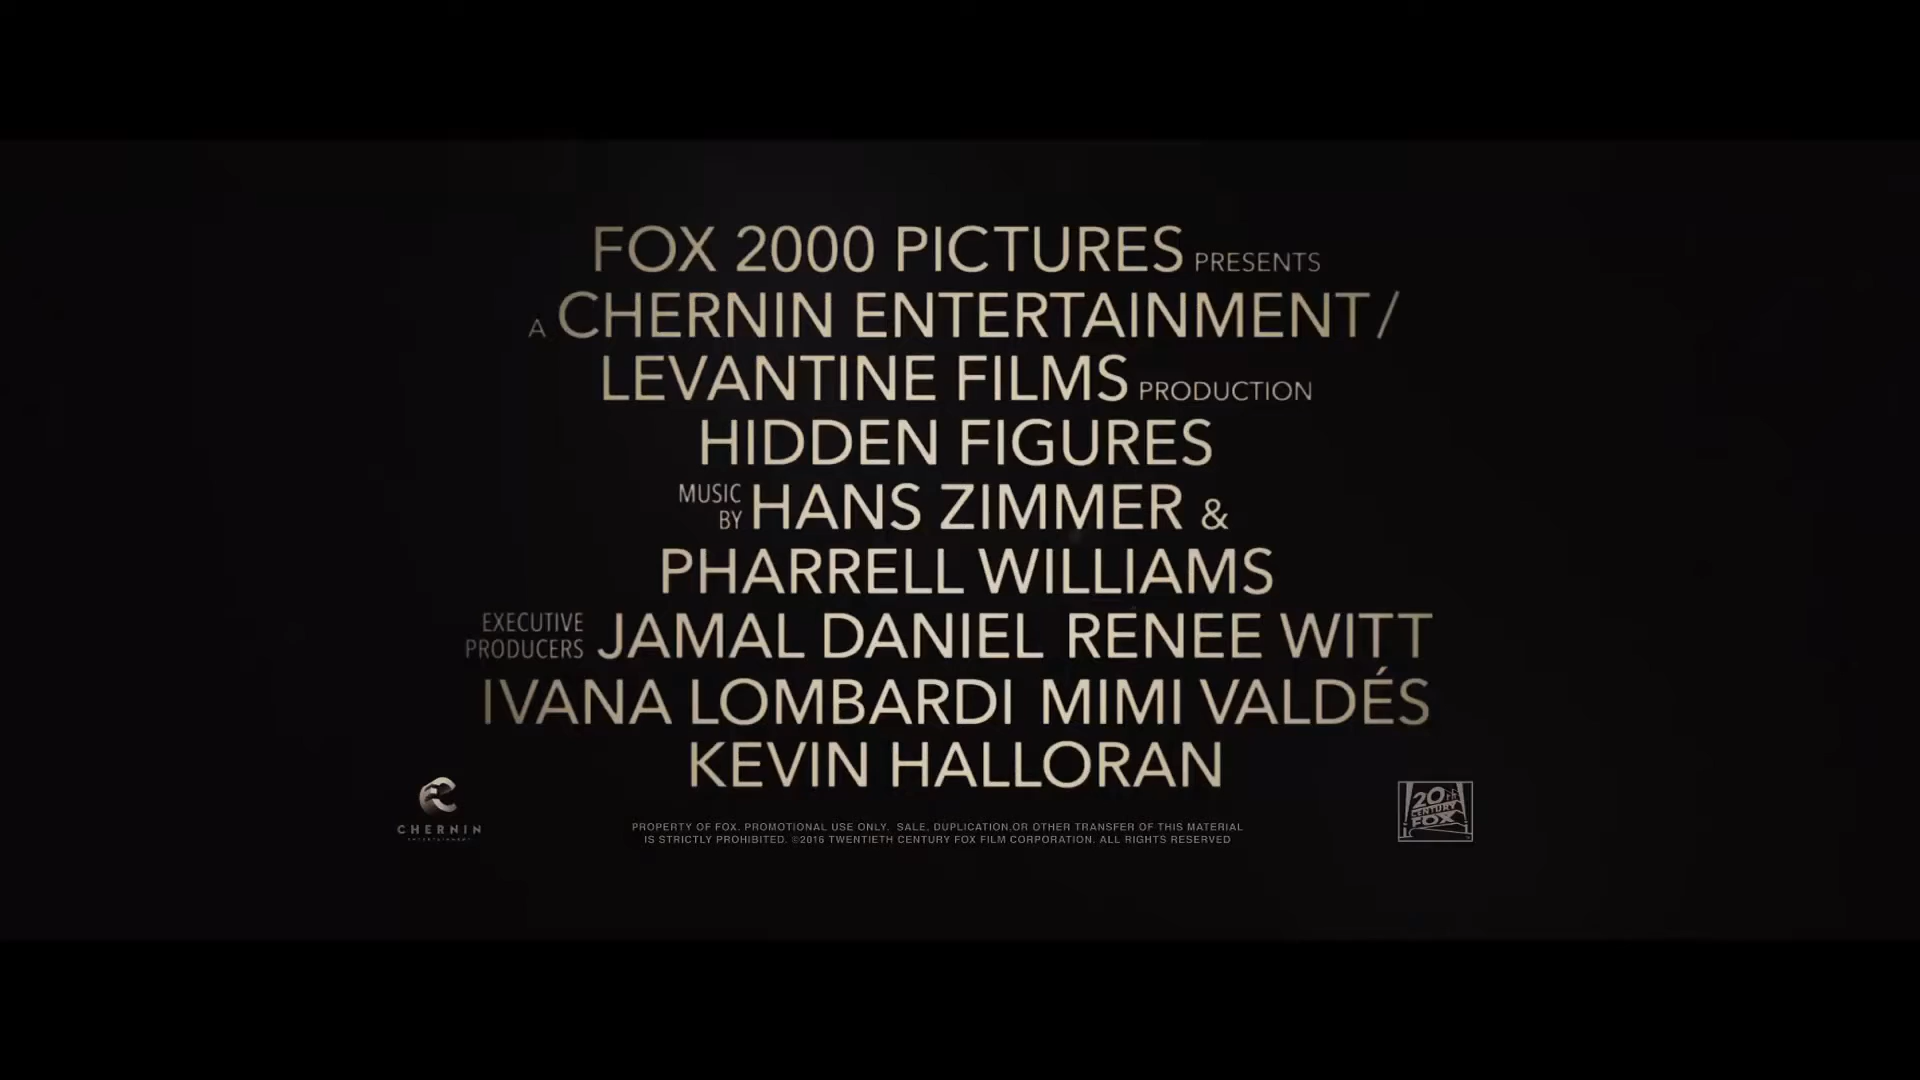 FOX 2000 PICTURES PRESENTS
A CHERNIN ENTERTAINMENT /
LEVANTINE FILMS PRODUCTION
HIDDEN FIGURES
MUSIC BY HANS ZIMMER &
PHARRELL WILLIAMS
EXECUTIVE PRODUCERS JAMAL DANIEL RENEE WITT
IVANA LOMBARDI MIMI VALDÉS
KEVIN HALLORAN
CHERNIN
ENTERTAINMENT
PROPERTY OF FOX. PROMOTIONAL USE ONLY. SALE, DUPLICATION,OR OTHER TRANSFER OF THIS MATERIAL
IS STRICTLY PROHIBITED. ©2016 TWENTIETH CENTURY FOX FILM CORPORATION. ALL RIGHTS RESERVED
20th
CENTURY
FOX